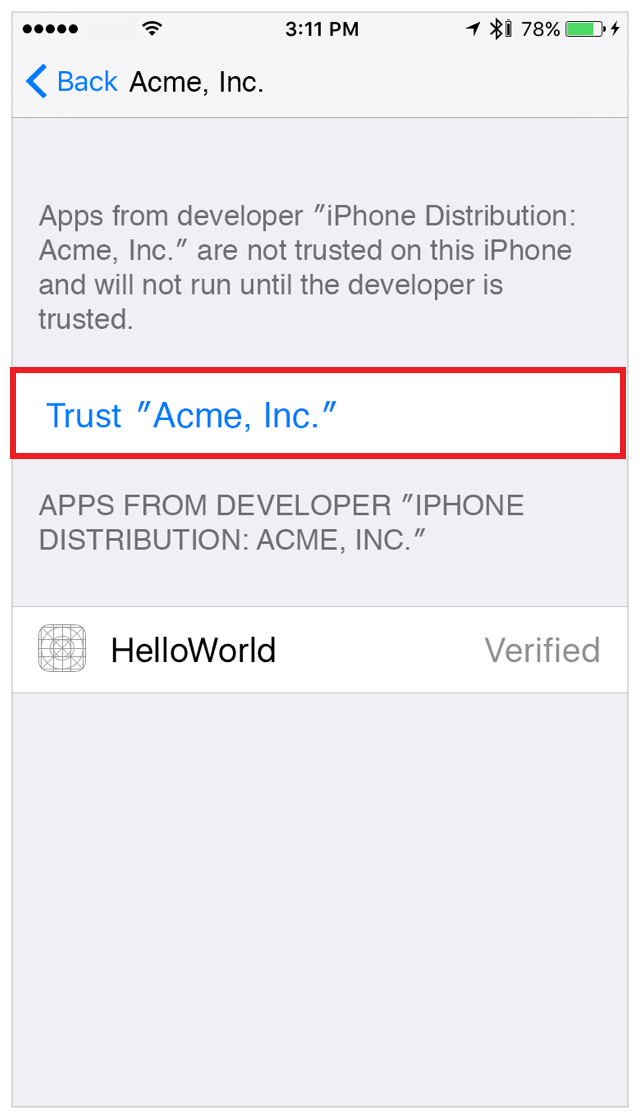 3:11 PM
78%
Back Acme, Inc.
Apps from developer "iPhone Distribution:
Acme, Inc." are not trusted on this iPhone
and will not run until the developer is
trusted.
Trust "Acme, Inc."
APPS FROM DEVELOPER "IPHONE
DISTRIBUTION: ACME, INC."
HelloWorld Verified